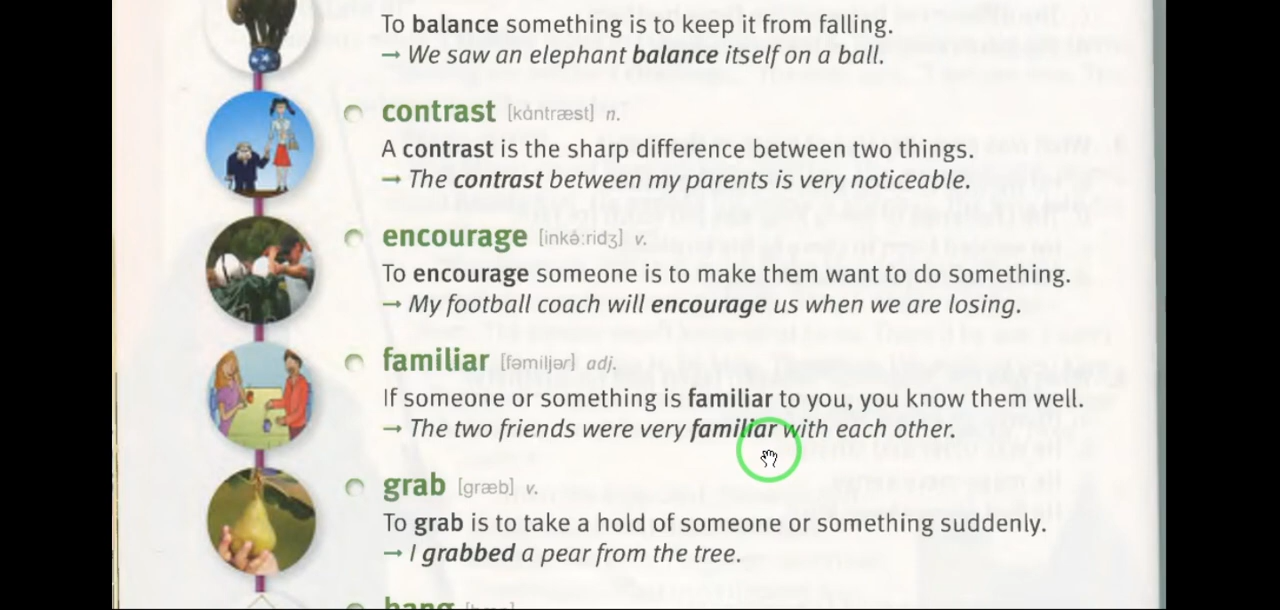 To balance something is to keep it from falling.
→ We saw an elephant balance itself on a ball.
contrast [kɑ́ntræst] n.
A contrast is the sharp difference between two things.
→ The contrast between my parents is very noticeable.
encourage [inkə́:ridʒ] v.
To encourage someone is to make them want to do something.
→ My football coach will encourage us when we are losing.
familiar [fəmíljər] adj.
If someone or something is familiar to you, you know them well.
→ The two friends were very familiar with each other.
grab [græb] v.
To grab is to take a hold of someone or something suddenly.
→ I grabbed a pear from the tree.
hang